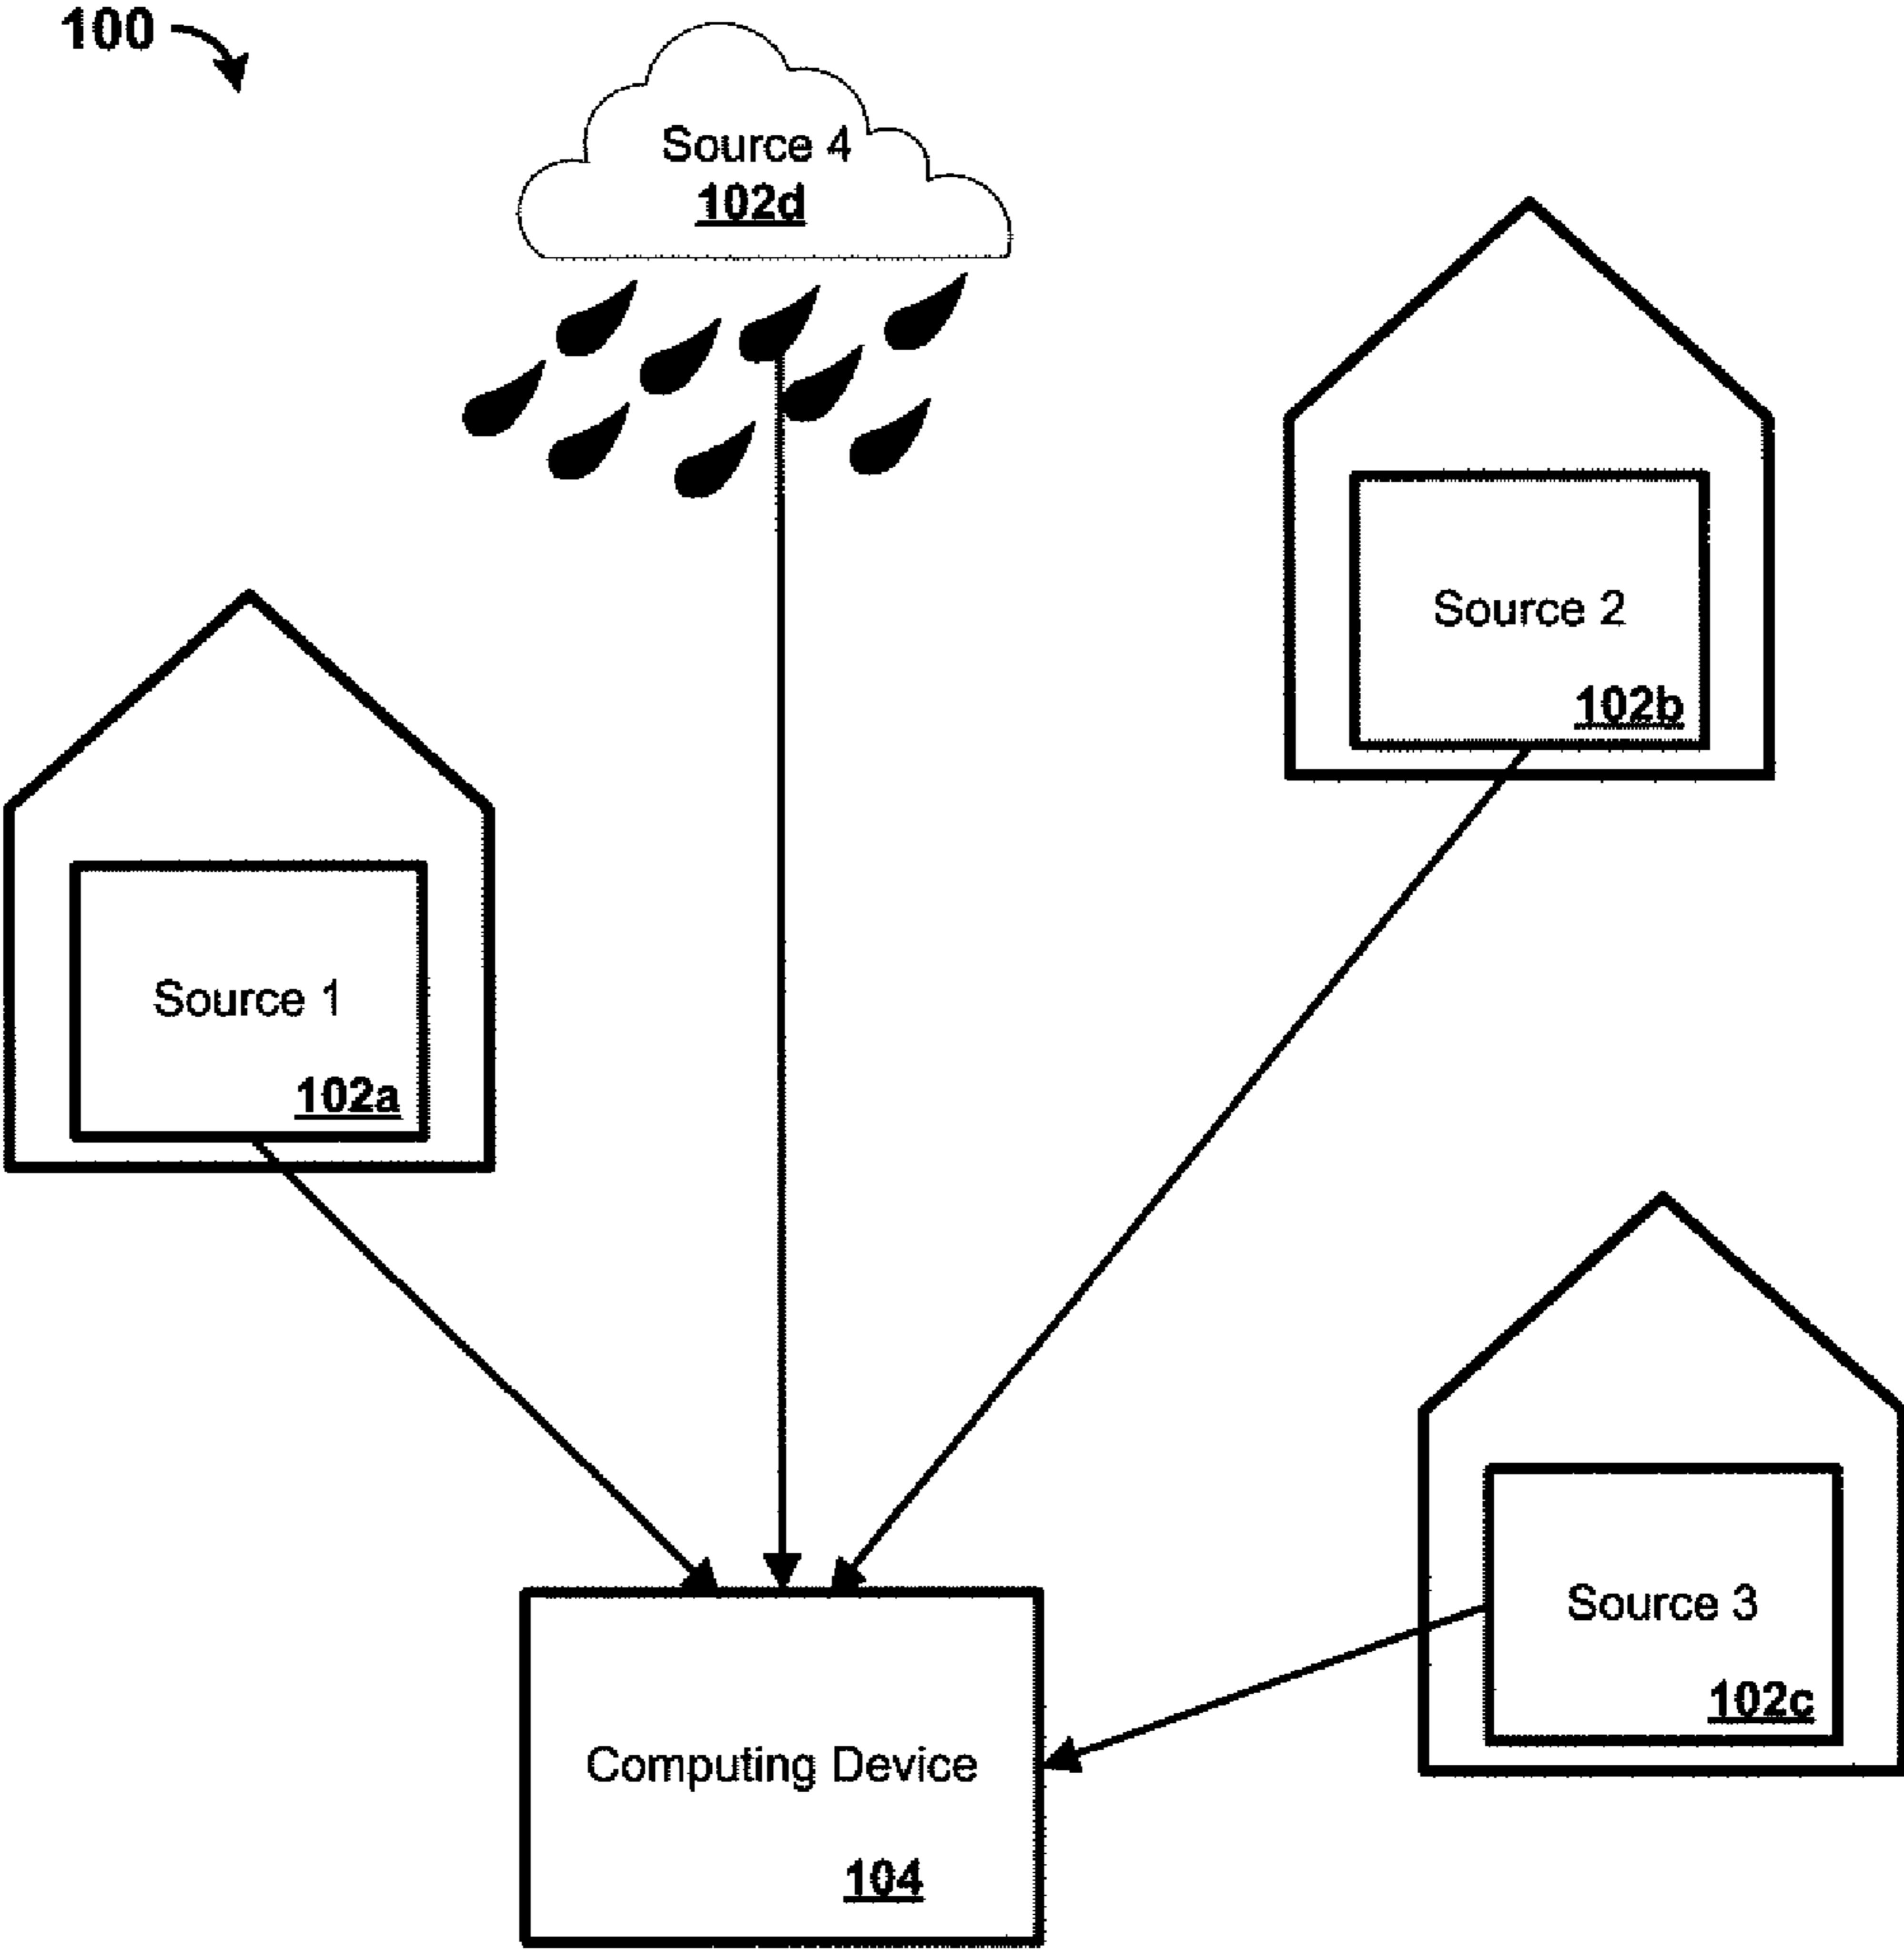 100
Source 4
102d
Source 2
102b
Source 1
102a
Source 3
102c
Computing Device
104